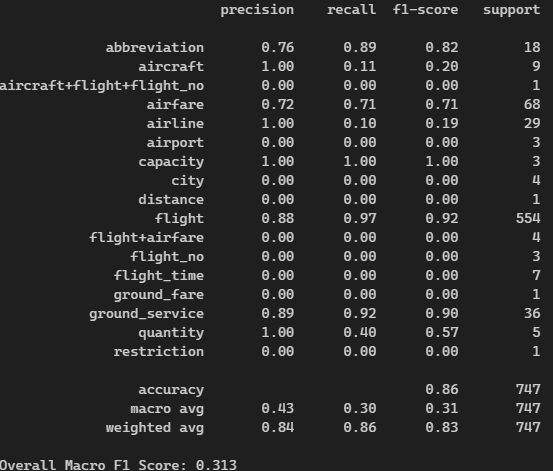 precision recall f1-score support
abbreviation 0.76 0.89 0.82 18
aircraft 1.00 0.11 0.20 9
aircraft+flight+flight_no 0.00 0.00 0.00 1
airfare 0.72 0.71 0.71 68
airline 1.00 0.10 0.19 29
airport 0.00 0.00 0.00 3
capacity 1.00 1.00 1.00 3
city 0.00 0.00 0.00 4
distance 0.00 0.00 0.00 1
flight 0.88 0.97 0.92 554
flight+airfare 0.00 0.00 0.00 4
flight_no 0.00 0.00 0.00 3
flight_time 0.00 0.00 0.00 7
ground_fare 0.00 0.00 0.00 1
ground_service 0.89 0.92 0.90 36
quantity 1.00 0.40 0.57 5
restriction 0.00 0.00 0.00 1
accuracy 0.86 747
macro avg 0.43 0.30 0.31 747
weighted avg 0.84 0.86 0.83 747
Overall Macro F1 Score: 0.313